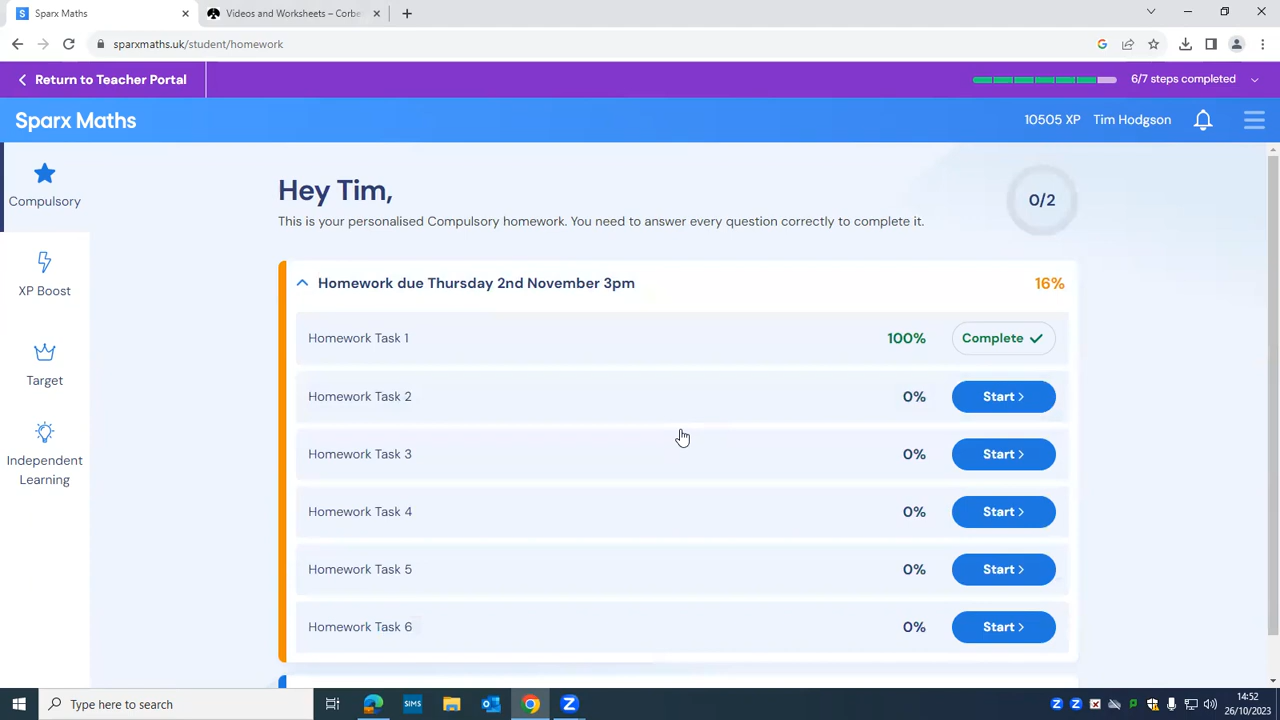 Sparx Maths
Videos and Worksheets – Corbe
sparxmaths.uk/student/homework
Return to Teacher Portal
6/7 steps completed
Sparx Maths
10505 XP
Tim Hodgson
Compulsory
XP Boost
Target
Independent
Learning
Hey Tim,
This is your personalised Compulsory homework. You need to answer every question correctly to complete it.
0/2
Homework due Thursday 2nd November 3pm
16%
Homework Task 1 100% Complete
Homework Task 2 0% Start
Homework Task 3 0% Start
Homework Task 4 0% Start
Homework Task 5 0% Start
Homework Task 6 0% Start
Type here to search
SIMS
14:52
26/10/2023